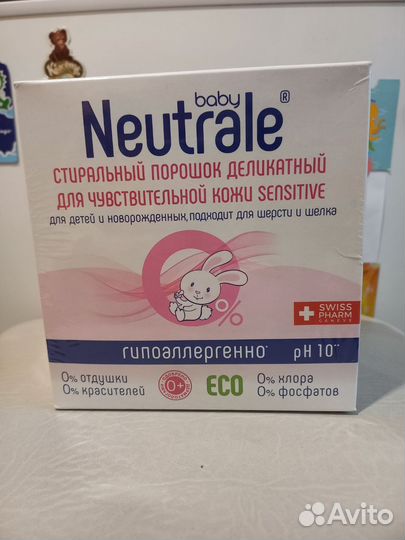 baby
Neutrale®
СТИРАЛЬНЫЙ ПОРОШОК ДЕЛИКАТНЫЙ
ДЛЯ ЧУВСТВИТЕЛЬНОЙ КОЖИ SENSITIVE
для детей и новорожденных, подходит для шерсти и шелка
0%
SWISS
PHARM
GENEVE
гипоаллергенно* pH 10**
0% отдушки
0% красителей
0+
ECO
0% хлора
0% фосфатов
Avito